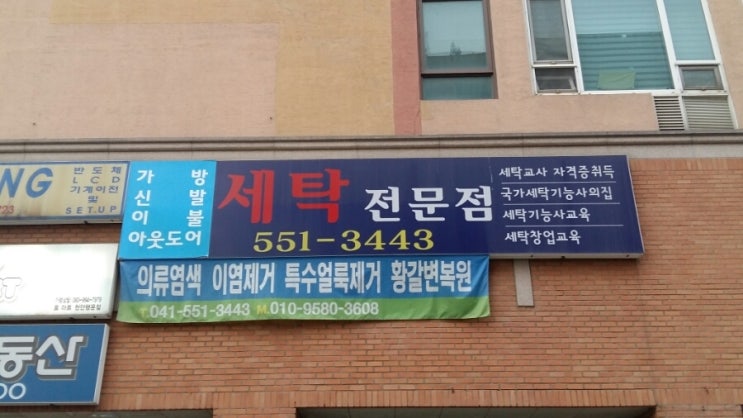 NG
반도체
LCD
기계이전
및
SETUP
가방
신발
이불
아웃도어
세탁 전문점
551-3443
세탁교사 자격증취득
국가세탁기능사의집
세탁기능사교육
세탁창업교육
의류염색 이염제거 특수얼룩제거 황갈변복원
T.041-551-3443 M.010-9580-3608
동산
OO